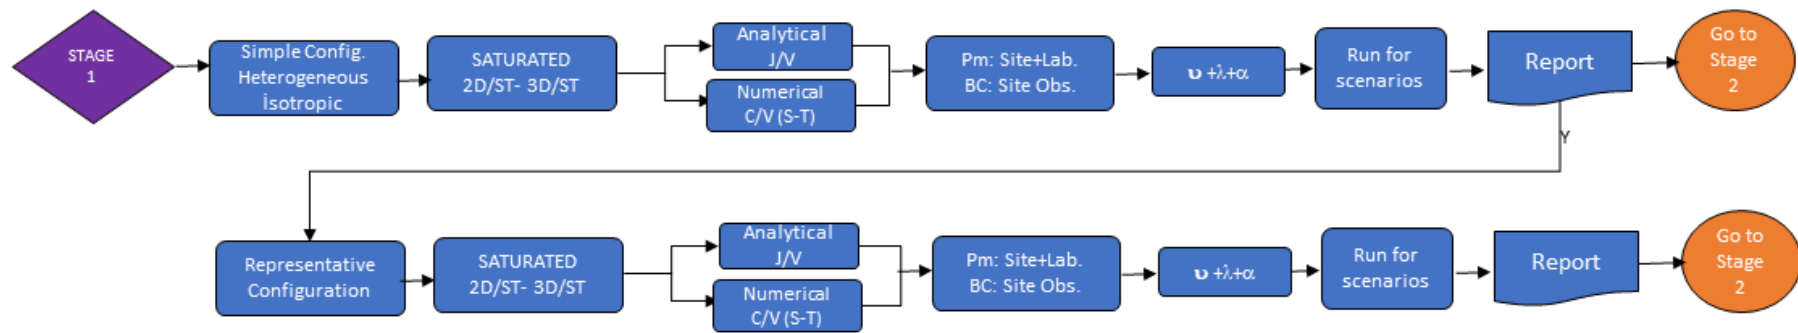 STAGE
1
Simple Config.
Heterogeneous
İsotropic
SATURATED
2D/ST- 3D/ST
Analytical
J/V
Numerical
C/V (S-T)
Pm: Site+Lab.
BC: Site Obs.
υ +λ+α
Run for
scenarios
Report
Go to
Stage
2
Y
Representative
Configuration
SATURATED
2D/ST- 3D/ST
Analytical
J/V
Numerical
C/V (S-T)
Pm: Site+Lab.
BC: Site Obs.
υ +λ+α
Run for
scenarios
Report
Go to
Stage
2